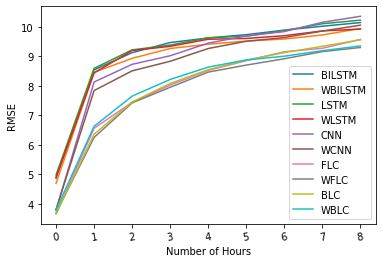 10
9
8
7
6
5
4
RMSE
0 1 2 3 4 5 6 7 8
Number of Hours
BILSTM
WBILSTM
LSTM
WLSTM
CNN
WCNN
FLC
WFLC
BLC
WBLC